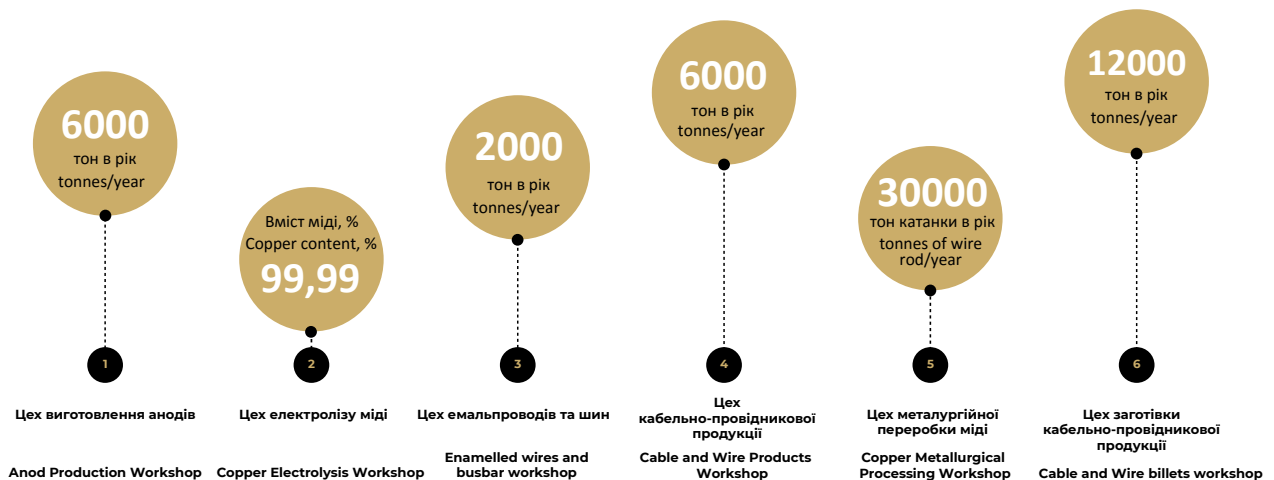 6000
тон в рік
tonnes/year
1
Цех виготовлення анодів
Anod Production Workshop
Вміст міді, %
Copper content, %
99,99
2
Цех електролізу міді
Copper Electrolysis Workshop
2000
тон в рік
tonnes/year
3
Цех емальпроводів та шин
Enamelled wires and
busbar workshop
6000
тон в рік
tonnes/year
4
Цех
кабельно-провідникової
продукції
Cable and Wire Products
Workshop
30000
тон катанки в рік
tonnes of wire
rod/year
5
Цех металургійної
переробки міді
Copper Metallurgical
Processing Workshop
12000
тон в рік
tonnes/year
6
Цех заготівки
кабельно-провідникової
продукції
Cable and Wire billets workshop